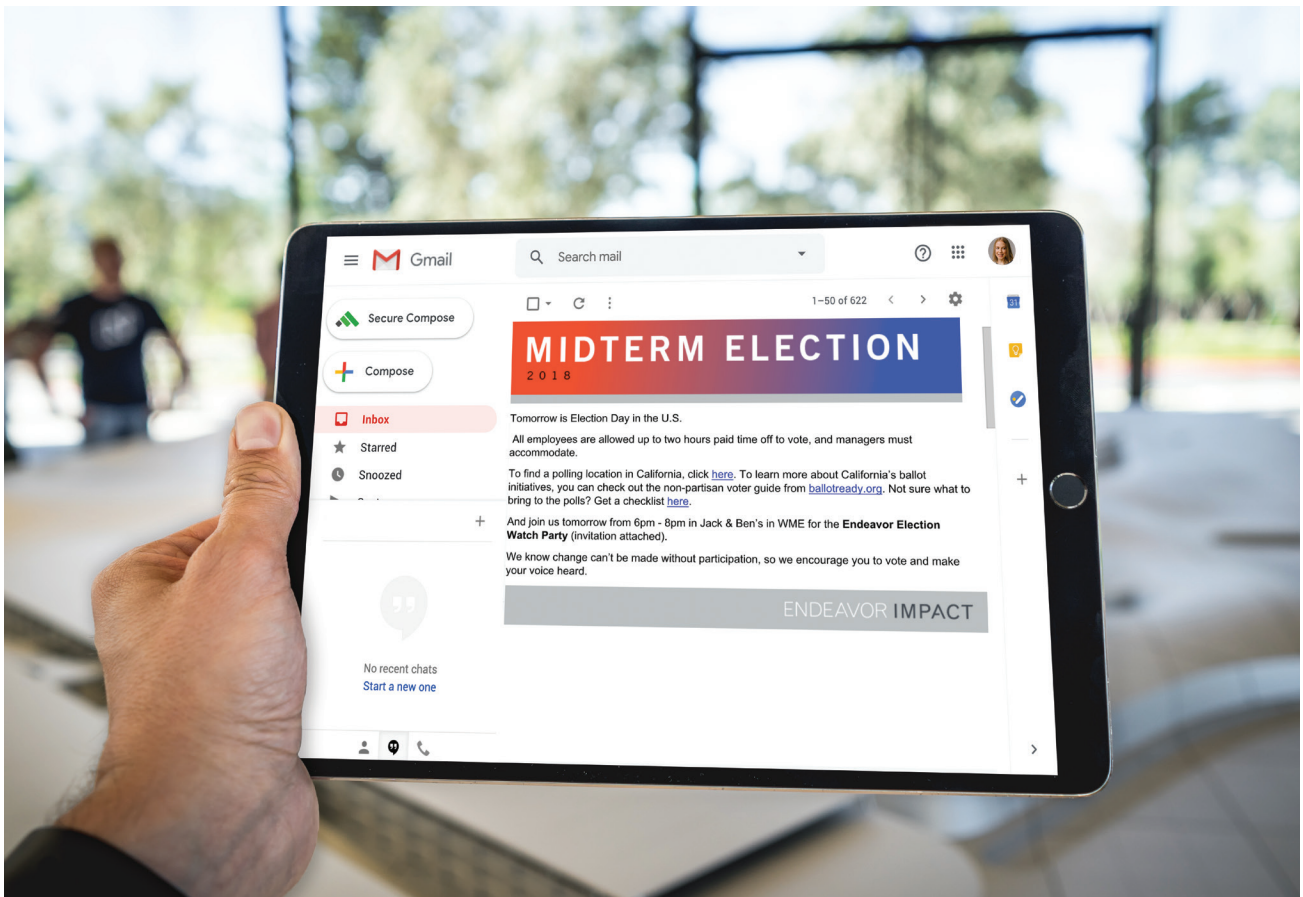 Gmail
Search mail
Secure Compose
1–50 of 622
31
Compose
MIDTERM ELECTION
2018
Inbox
Starred
Snoozed
Tomorrow is Election Day in the U.S.
All employees are allowed up to two hours paid time off to vote, and managers must
accommodate.
To find a polling location in California, click here. To learn more about California's ballot
initiatives, you can check out the non-partisan voter guide from ballotready.org. Not sure what to
bring to the polls? Get a checklist here.
And join us tomorrow from 6pm - 8pm in Jack & Ben's in WME for the Endeavor Election
Watch Party (invitation attached).
We know change can't be made without participation, so we encourage you to vote and make
your voice heard.
ENDEAVOR IMPACT
No recent chats
Start a new one